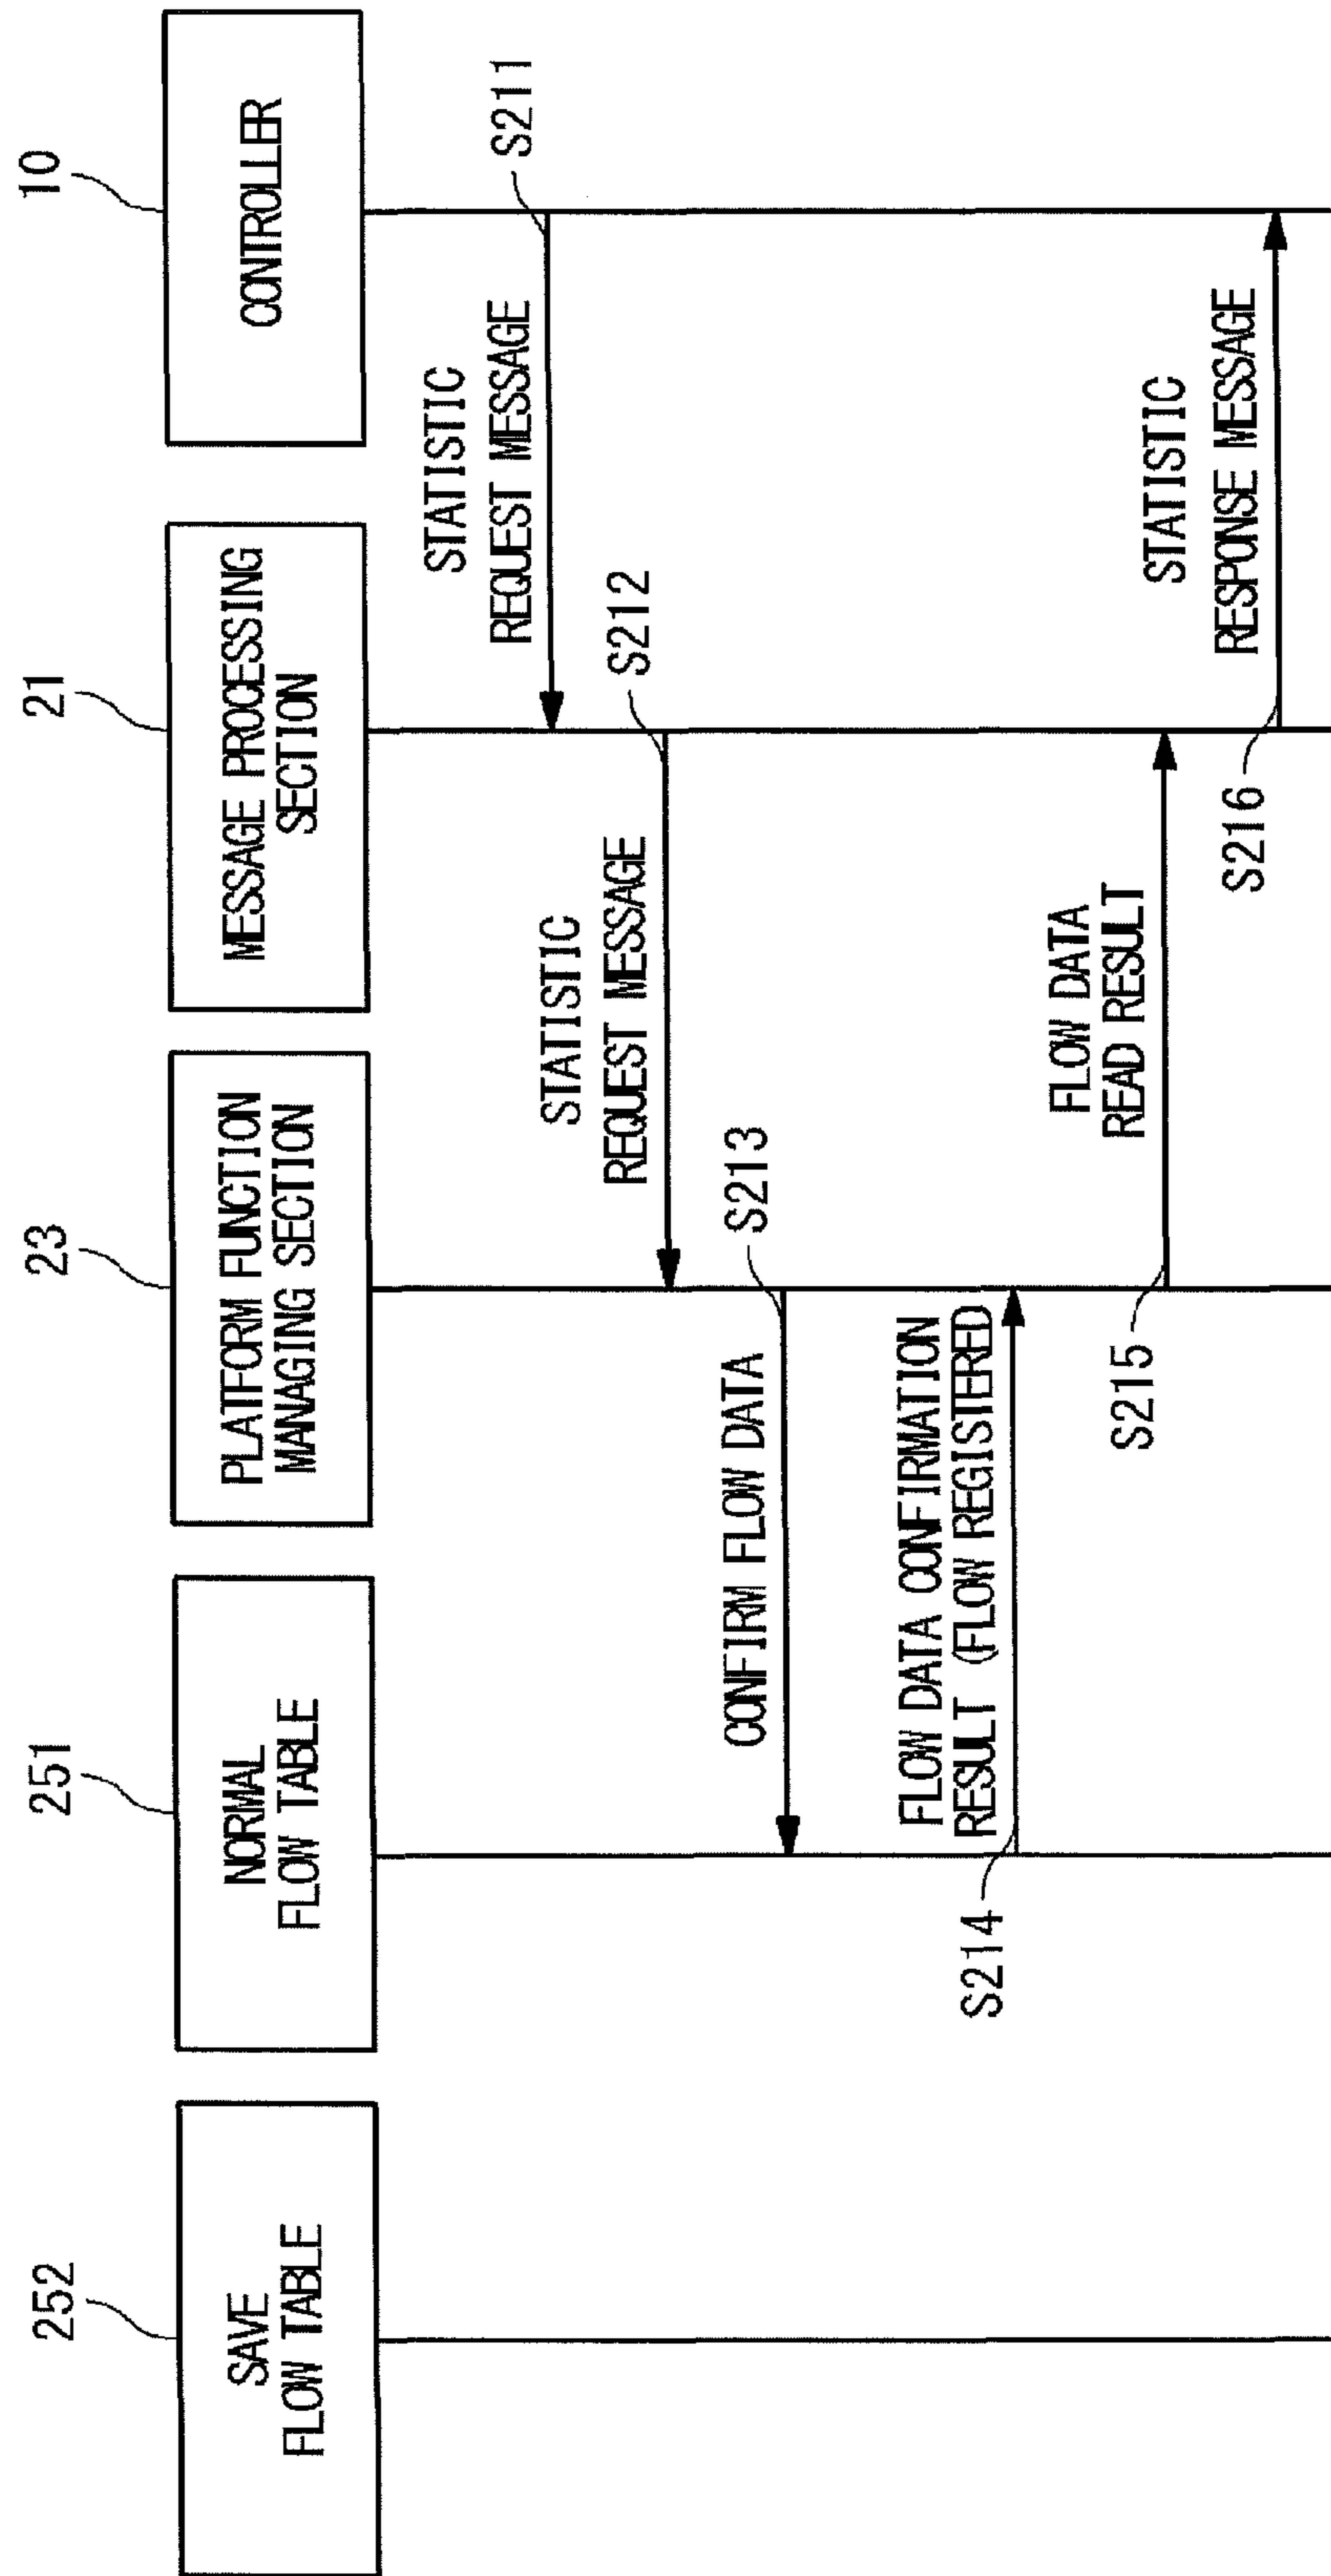 252
251
23
21
10
SAVE
FLOW TABLE
NORMAL
FLOW TABLE
PLATFORM FUNCTION
MANAGING SECTION
MESSAGE PROCESSING
SECTION
CONTROLLER
S211
STATISTIC
REQUEST MESSAGE
S212
STATISTIC
REQUEST MESSAGE
S213
CONFIRM FLOW DATA
FLOW DATA CONFIRMATION
RESULT (FLOW REGISTERED)
S214
FLOW DATA
READ RESULT
S215
STATISTIC
RESPONSE MESSAGE
S216